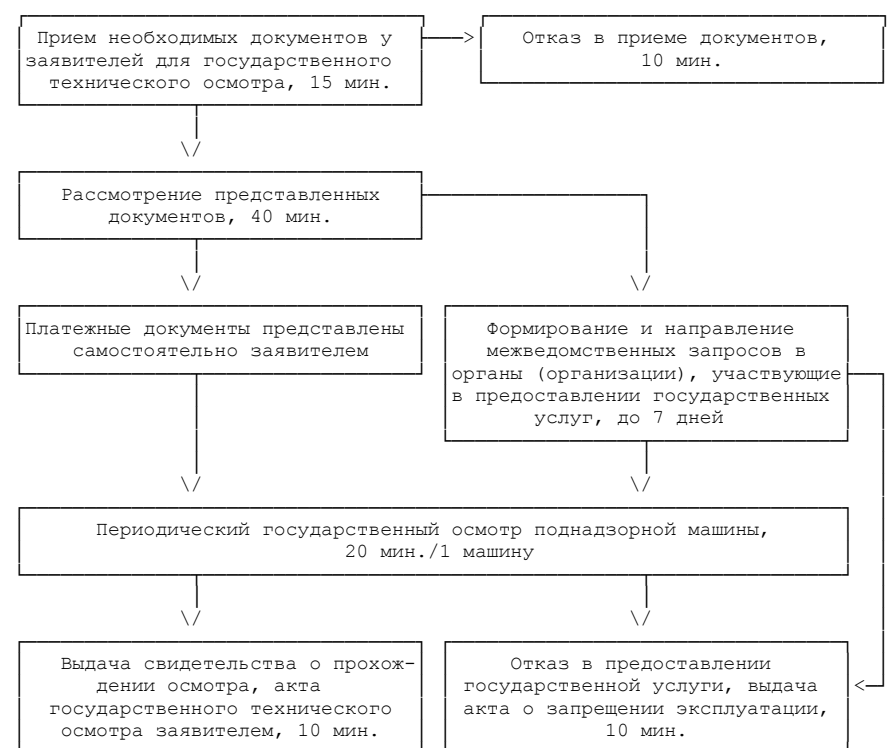 Прием необходимых документов у
заявителей для государственного
технического осмотра, 15 мин.
Отказ в приеме документов,
10 мин.
Рассмотрение представленных
документов, 40 мин.
Платежные документы представлены
самостоятельно заявителем
Формирование и направление
межведомственных запросов в
органы (организации), участвующие
в предоставлении государственных
услуг, до 7 дней
Периодический государственный осмотр поднадзорной машины,
20 мин./1 машину
Выдача свидетельства о прохож-
дении осмотра, акта
государственного технического
осмотра заявителем, 10 мин.
Отказ в предоставлении
государственной услуги, выдача
акта о запрещении эксплуатации,
10 мин.